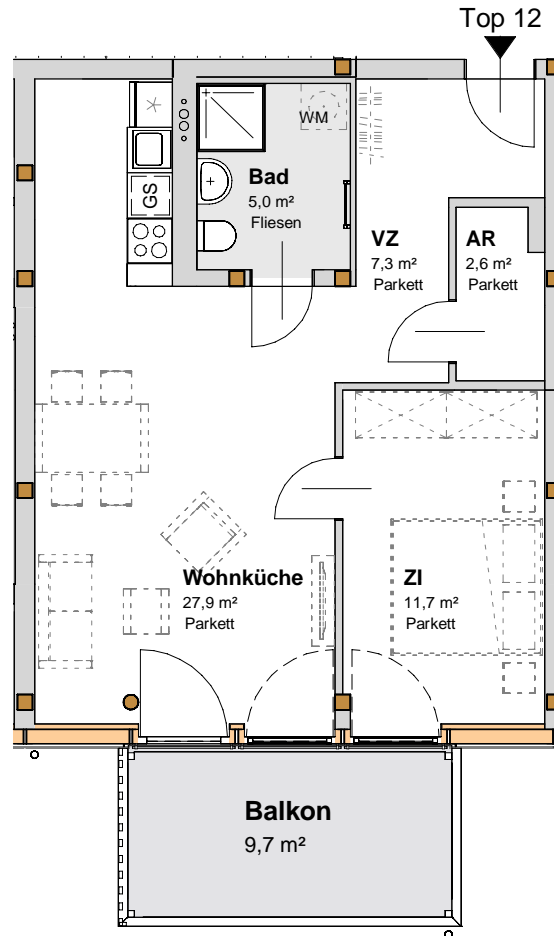 Top 12
WM
GS
Bad
5,0 m²
Fliesen
VZ
7,3 m²
Parkett
AR
2,6 m²
Parkett
Wohnküche
27,9 m²
Parkett
ZI
11,7 m²
Parkett
Balkon
9,7 m²